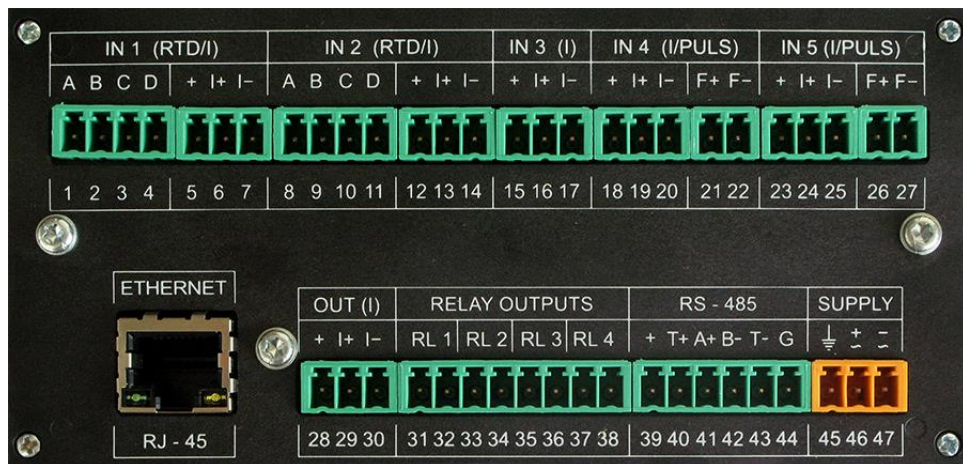 IN 1 (RTD/I) IN 2 (RTD/I) IN 3 (I) IN 4 (I/PULS) IN 5 (I/PULS)
A B C D + I+ I− A B C D + I+ I− + I+ I− + I+ I− F+ F− + I+ I− F+ F−
1 2 3 4 5 6 7 8 9 10 11 12 13 14 15 16 17 18 19 20 21 22 23 24 25 26 27
ETHERNET
RJ - 45
OUT (I) RELAY OUTPUTS RS - 485 SUPPLY
+ I+ I− RL 1 RL 2 RL 3 RL 4 + T+ A+ B- T- G ⏚ + −
28 29 30 31 32 33 34 35 36 37 38 39 40 41 42 43 44 45 46 47